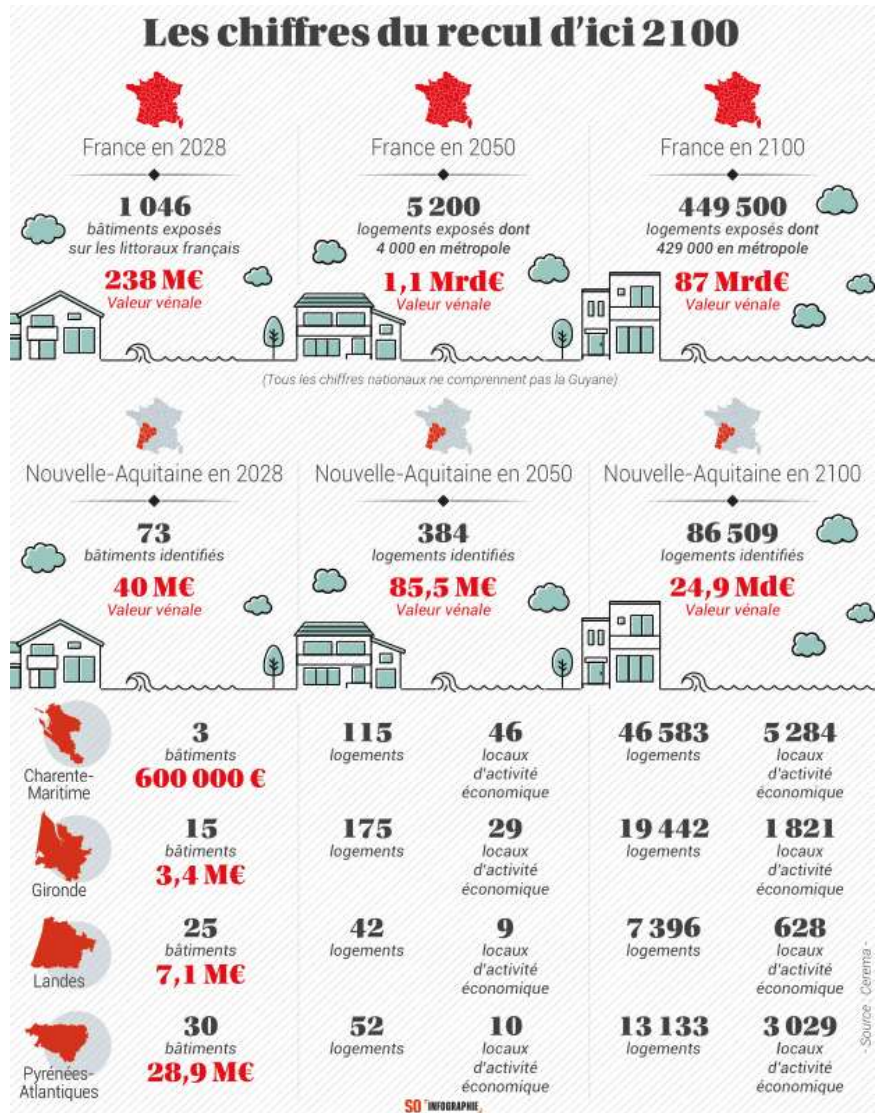 Les chiffres du recul d'ici 2100
France en 2028
1 046
bâtiments exposés
sur les littoraux français
238 M€
Valeur vénale
France en 2050
5 200
logements exposés dont
4 000 en métropole
1,1 Mrd€
Valeur vénale
France en 2100
449 500
logements exposés dont
429 000 en métropole
87 Mrd€
Valeur vénale
(Tous les chiffres nationaux ne comprennent pas la Guyane)
Nouvelle-Aquitaine en 2028
73
bâtiments identifiés
40 M€
Valeur vénale
Nouvelle-Aquitaine en 2050
384
logements identifiés
85,5 M€
Valeur vénale
Nouvelle-Aquitaine en 2100
86 509
logements identifiés
24,9 Md€
Valeur vénale
Charente-
Maritime
3
bâtiments
600 000 €
115
logements
46
locaux
d'activité
économique
46 583
logements
5 284
locaux
d'activité
économique
Gironde
15
bâtiments
3,4 M€
175
logements
29
locaux
d'activité
économique
19 442
logements
1 821
locaux
d'activité
économique
Landes
25
bâtiments
7,1 M€
42
logements
9
locaux
d'activité
économique
7 396
logements
628
locaux
d'activité
économique
Pyrénées-
Atlantiques
30
bâtiments
28,9 M€
52
logements
10
locaux
d'activité
économique
13 133
logements
3 029
locaux
d'activité
économique
- Source Cerema -
SO INFOGRAPHIE